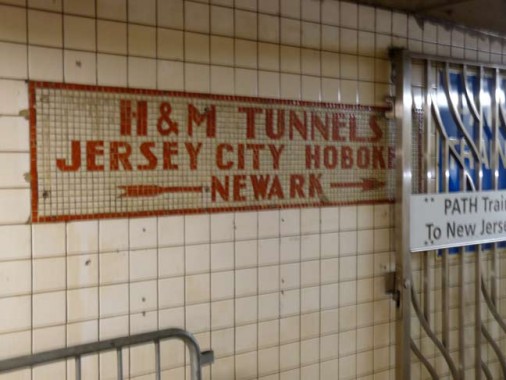 H&M TUNNELS
JERSEY CITY HOBOKE
NEWARK
PATH Trai
To New Jerse